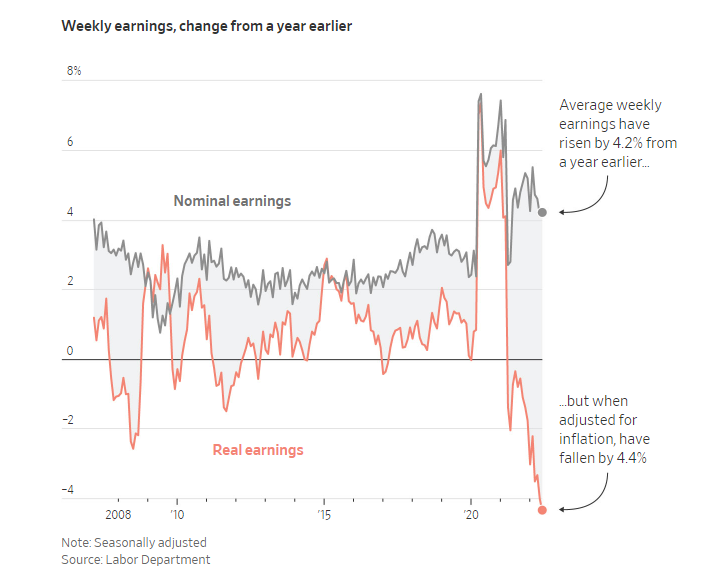 Weekly earnings, change from a year earlier
8%
6
4
2
0
–2
–4
Nominal earnings
Real earnings
Average weekly
earnings have
risen by 4.2% from
a year earlier...
...but when
adjusted for
inflation, have
fallen by 4.4%
2008 '10 '15 '20
Note: Seasonally adjusted
Source: Labor Department